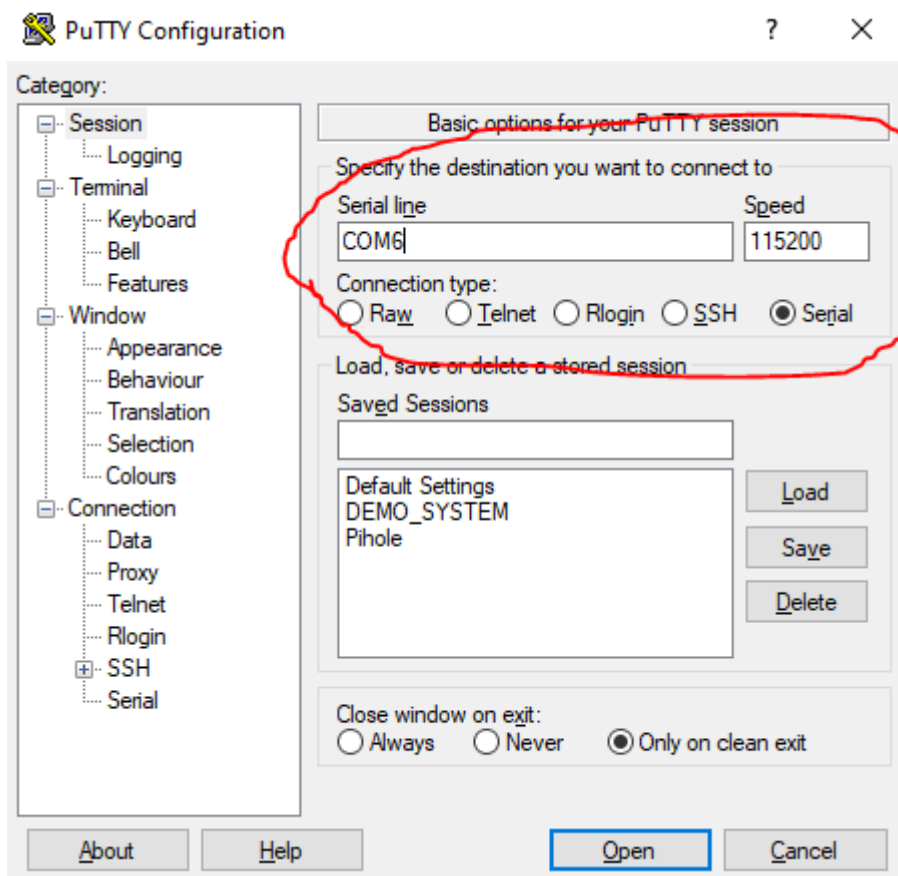 PuTTY Configuration
?
Category:
Session
Logging
Terminal
Keyboard
Bell
Features
Window
Appearance
Behaviour
Translation
Selection
Colours
Connection
Data
Proxy
Telnet
Rlogin
SSH
Serial
Basic options for your PuTTY session
Specify the destination you want to connect to
Serial line Speed
COM6 115200
Connection type:
Raw Telnet Rlogin SSH Serial
Load, save or delete a stored session
Saved Sessions
Default Settings
DEMO_SYSTEM
Pihole
Load
Save
Delete
Close window on exit:
Always Never Only on clean exit
About Help Open Cancel